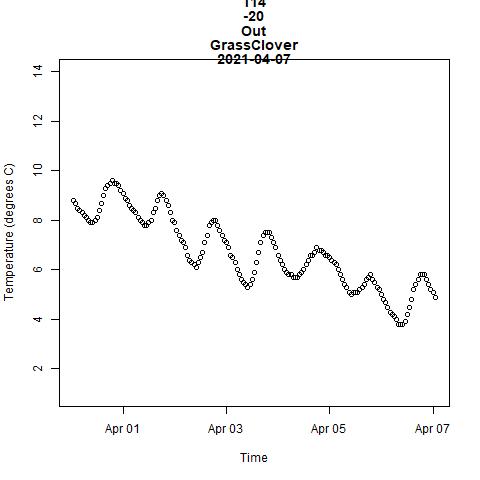 T14
-20
Out
GrassClover
2021-04-07
14
12
10
8
6
4
2
Temperature (degrees C)
Apr 01
Apr 03
Apr 05
Apr 07
Time